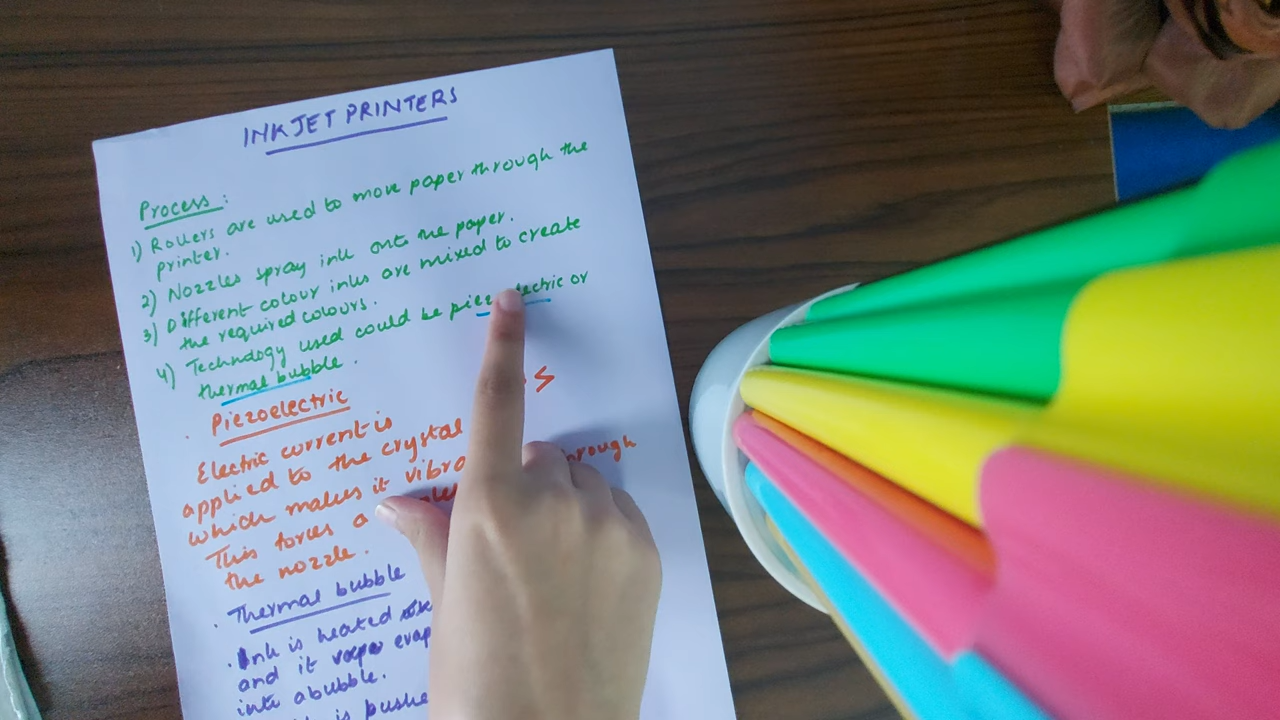 INKJET PRINTERS
Process:
1) Rollers are used to move paper through the
printer.
2) Nozzles spray ink onto the paper.
3) Different colour inks are mixed to create
the required colours.
4) Technology used could be or
thermal bubble.
. Piezoelectric
Electric current is
applied to the crystal
which makes it through
This forces a
the nozzle.
. Thermal bubble
. Ink is heated
and it
into a bubble.
is